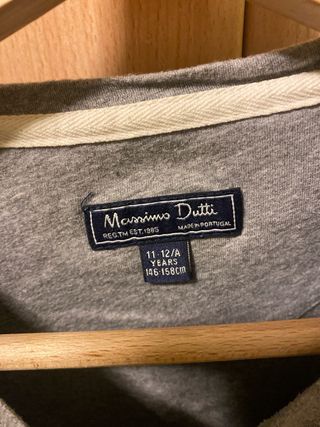 Massimo Dutti
REG.TM EST.1985 MADE IN PORTUGAL
11-12/A
YEARS
146-158cm